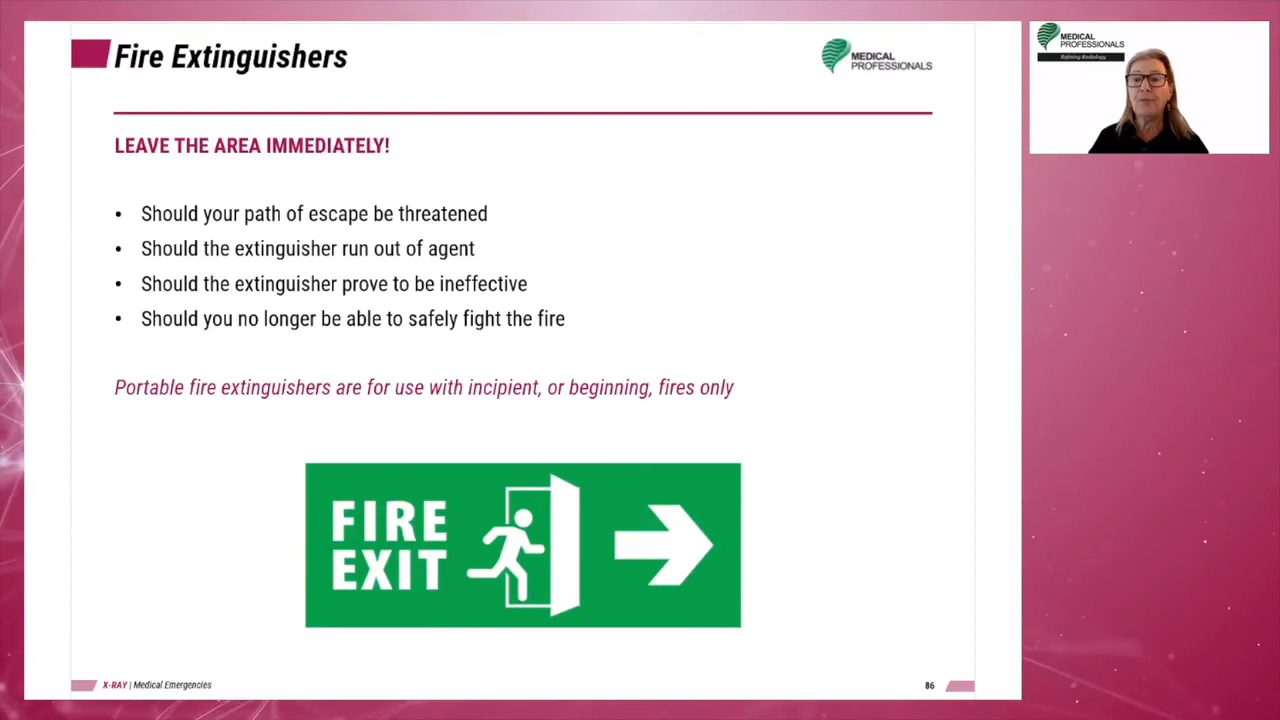 Fire Extinguishers
MEDICAL
PROFESSIONALS
LEAVE THE AREA IMMEDIATELY!
• Should your path of escape be threatened
• Should the extinguisher run out of agent
• Should the extinguisher prove to be ineffective
• Should you no longer be able to safely fight the fire
Portable fire extinguishers are for use with incipient, or beginning, fires only
FIRE
EXIT
X-RAY | Medical Emergencies
86
MEDICAL
PROFESSIONALS
Refining Radiology